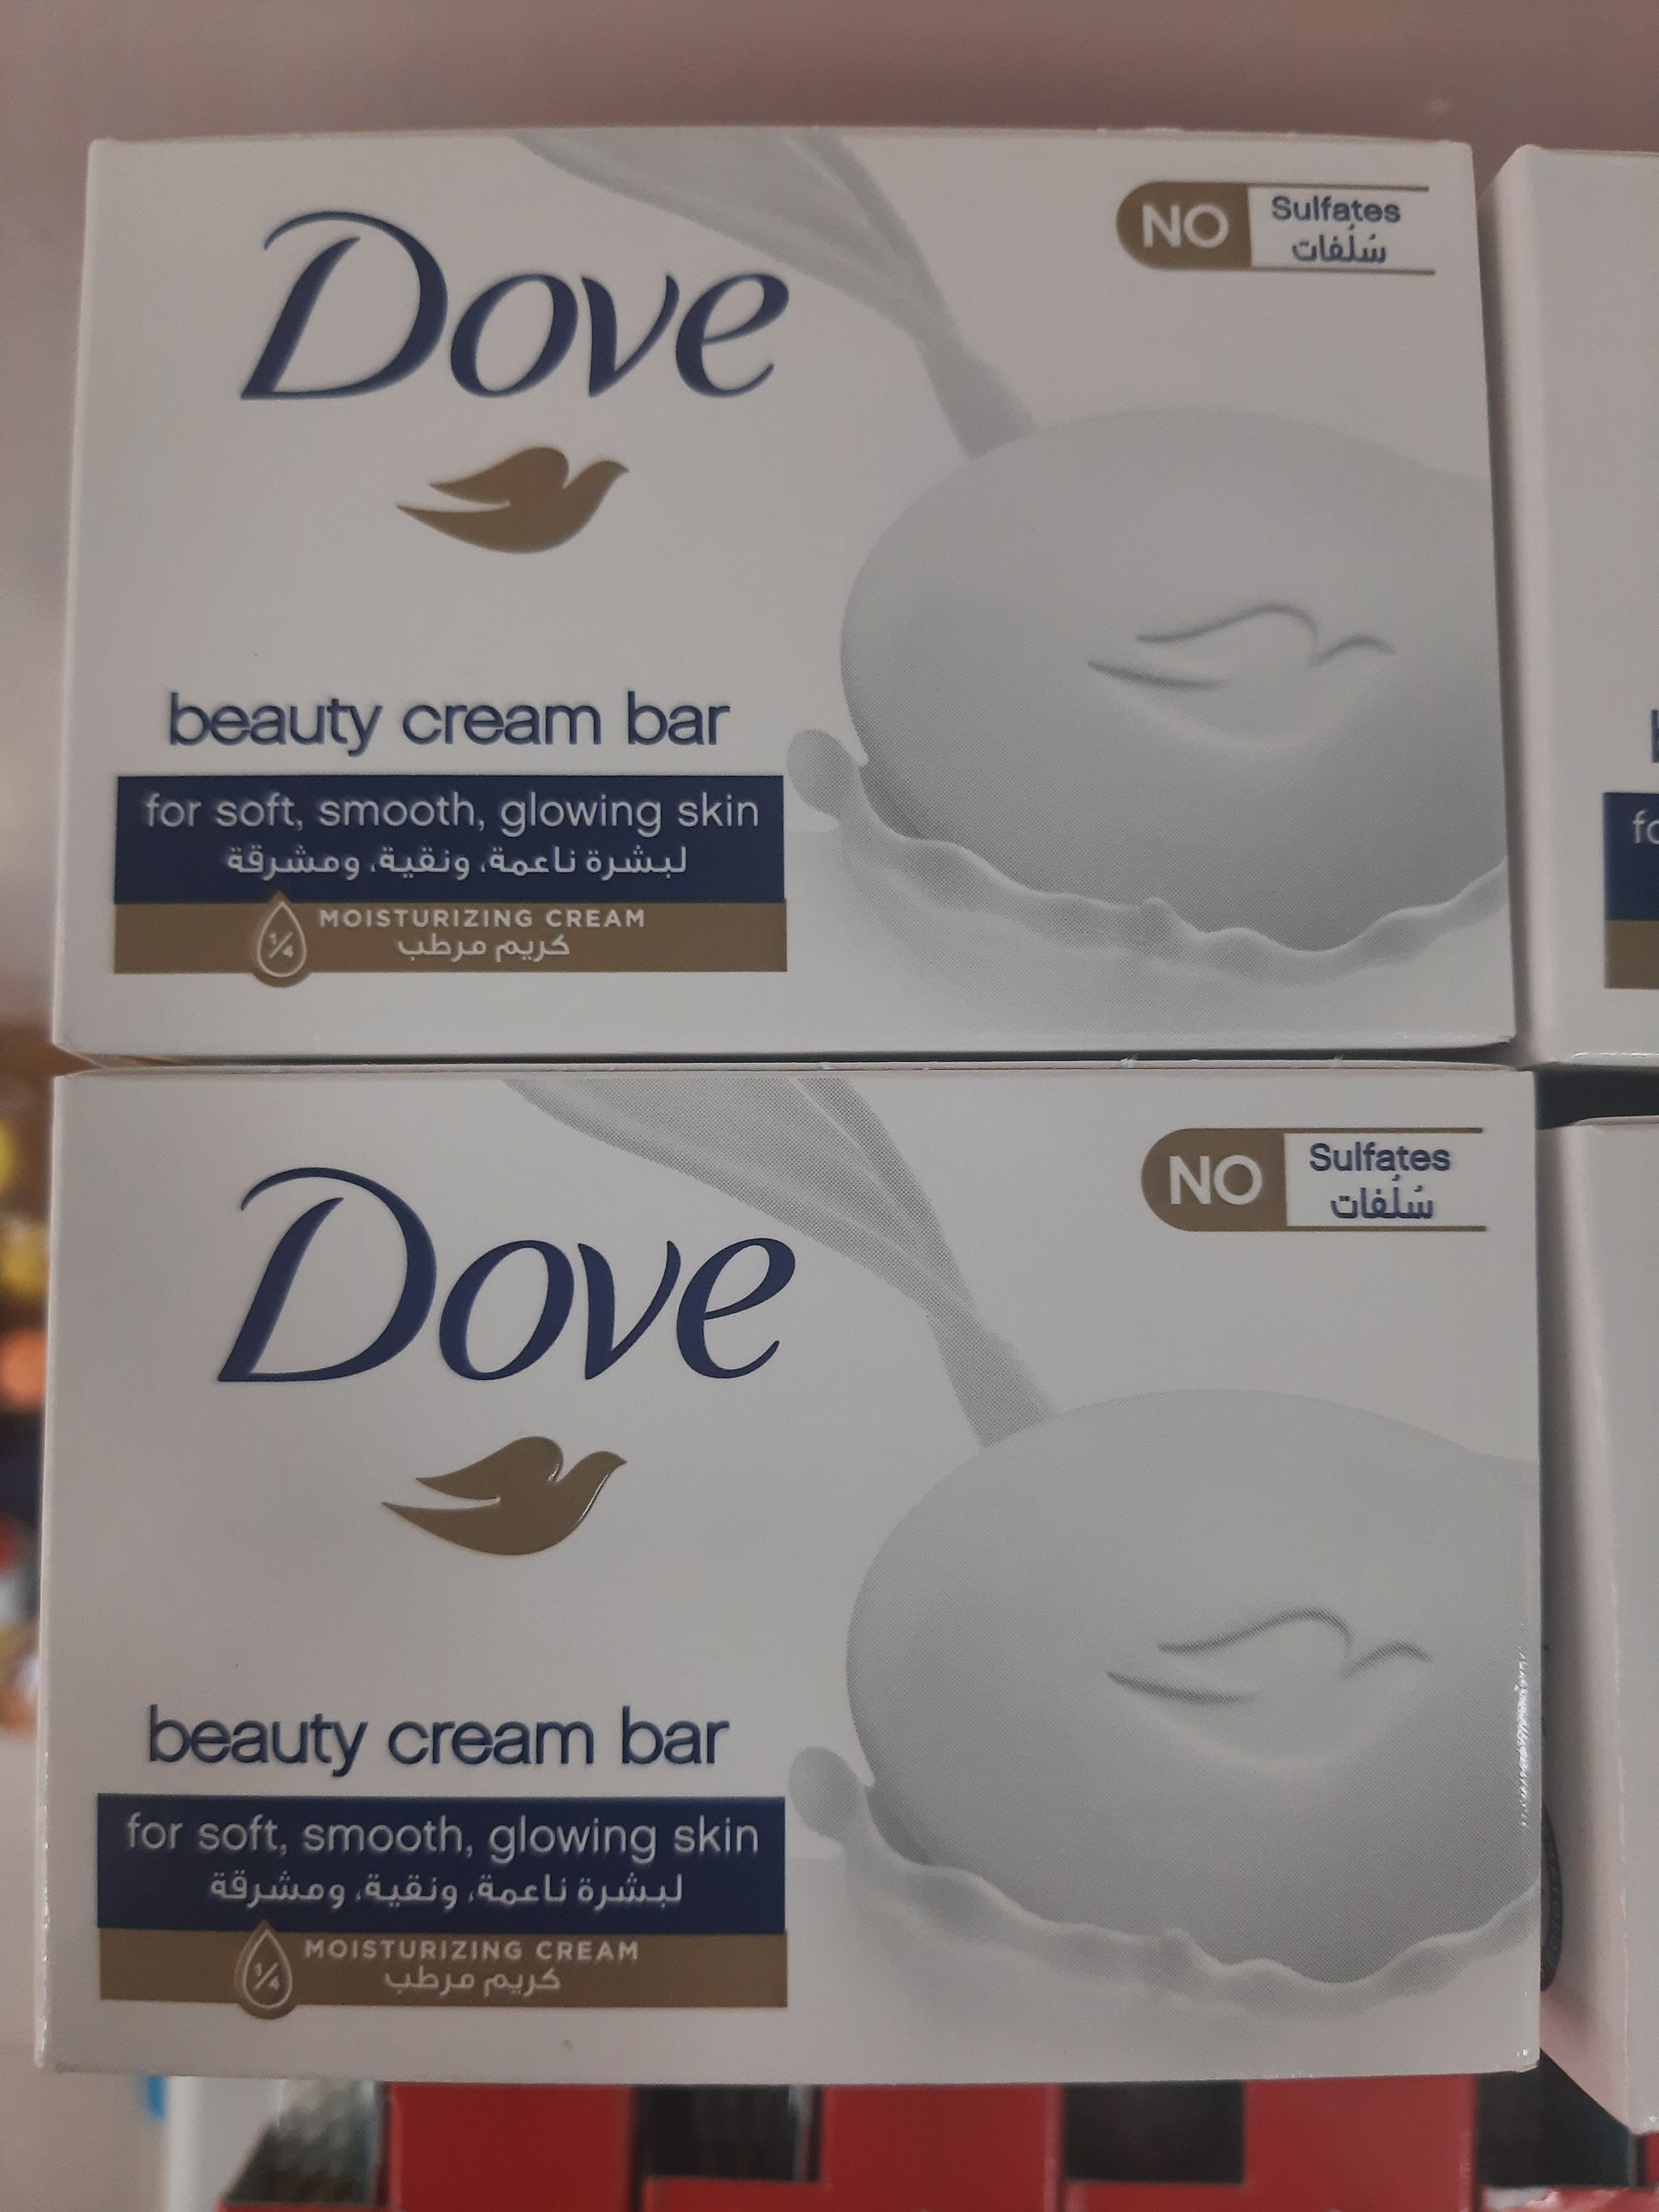 Dove
NO Sulfates
سُلْفات
beauty cream bar
for soft, smooth, glowing skin
لبشرة ناعمة، ونقية، ومشرقة
1/4 MOISTURIZING CREAM
كريم مرطب
Dove
NO Sulfates
سُلْفات
beauty cream bar
for soft, smooth, glowing skin
لبشرة ناعمة، ونقية، ومشرقة
1/4 MOISTURIZING CREAM
كريم مرطب